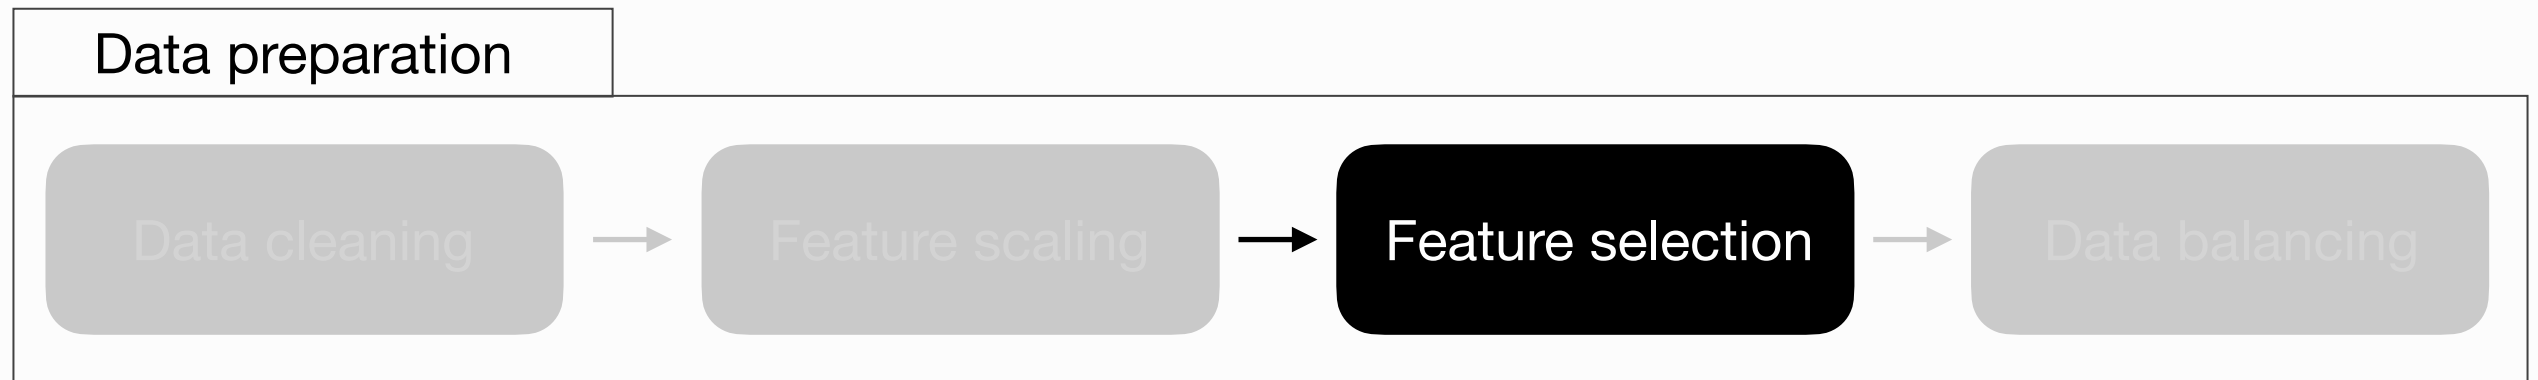 Data preparation
Data cleaning
Feature scaling
Feature selection
Data balancing